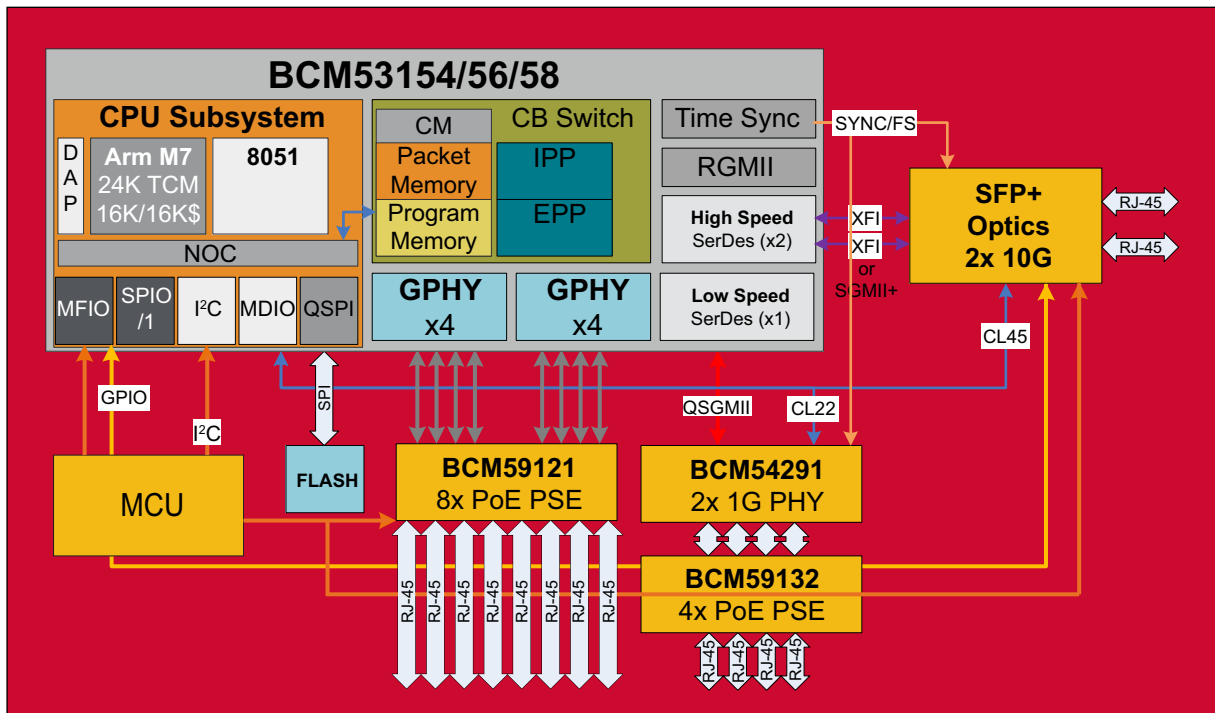 BCM53154/56/58
CPU Subsystem
D
A
P
Arm M7
24K TCM
16K/16K$
8051
NOC
MFIO
SPIO
/1
I²C
MDIO
QSPI
CB Switch
CM
Packet
Memory
Program
Memory
IPP
EPP
GPHY
x4
GPHY
x4
Time Sync
RGMII
High Speed
SerDes (x2)
Low Speed
SerDes (x1)
SYNC/FS
XFI
XFI
or
SGMII+
SFP+
Optics
2x 10G
RJ-45
RJ-45
CL45
GPIO
I²C
SPI
QSGMII
CL22
MCU
FLASH
BCM59121
8x PoE PSE
BCM54291
2x 1G PHY
BCM59132
4x PoE PSE
RJ-45
RJ-45
RJ-45
RJ-45
RJ-45
RJ-45
RJ-45
RJ-45
RJ-45
RJ-45
RJ-45
RJ-45